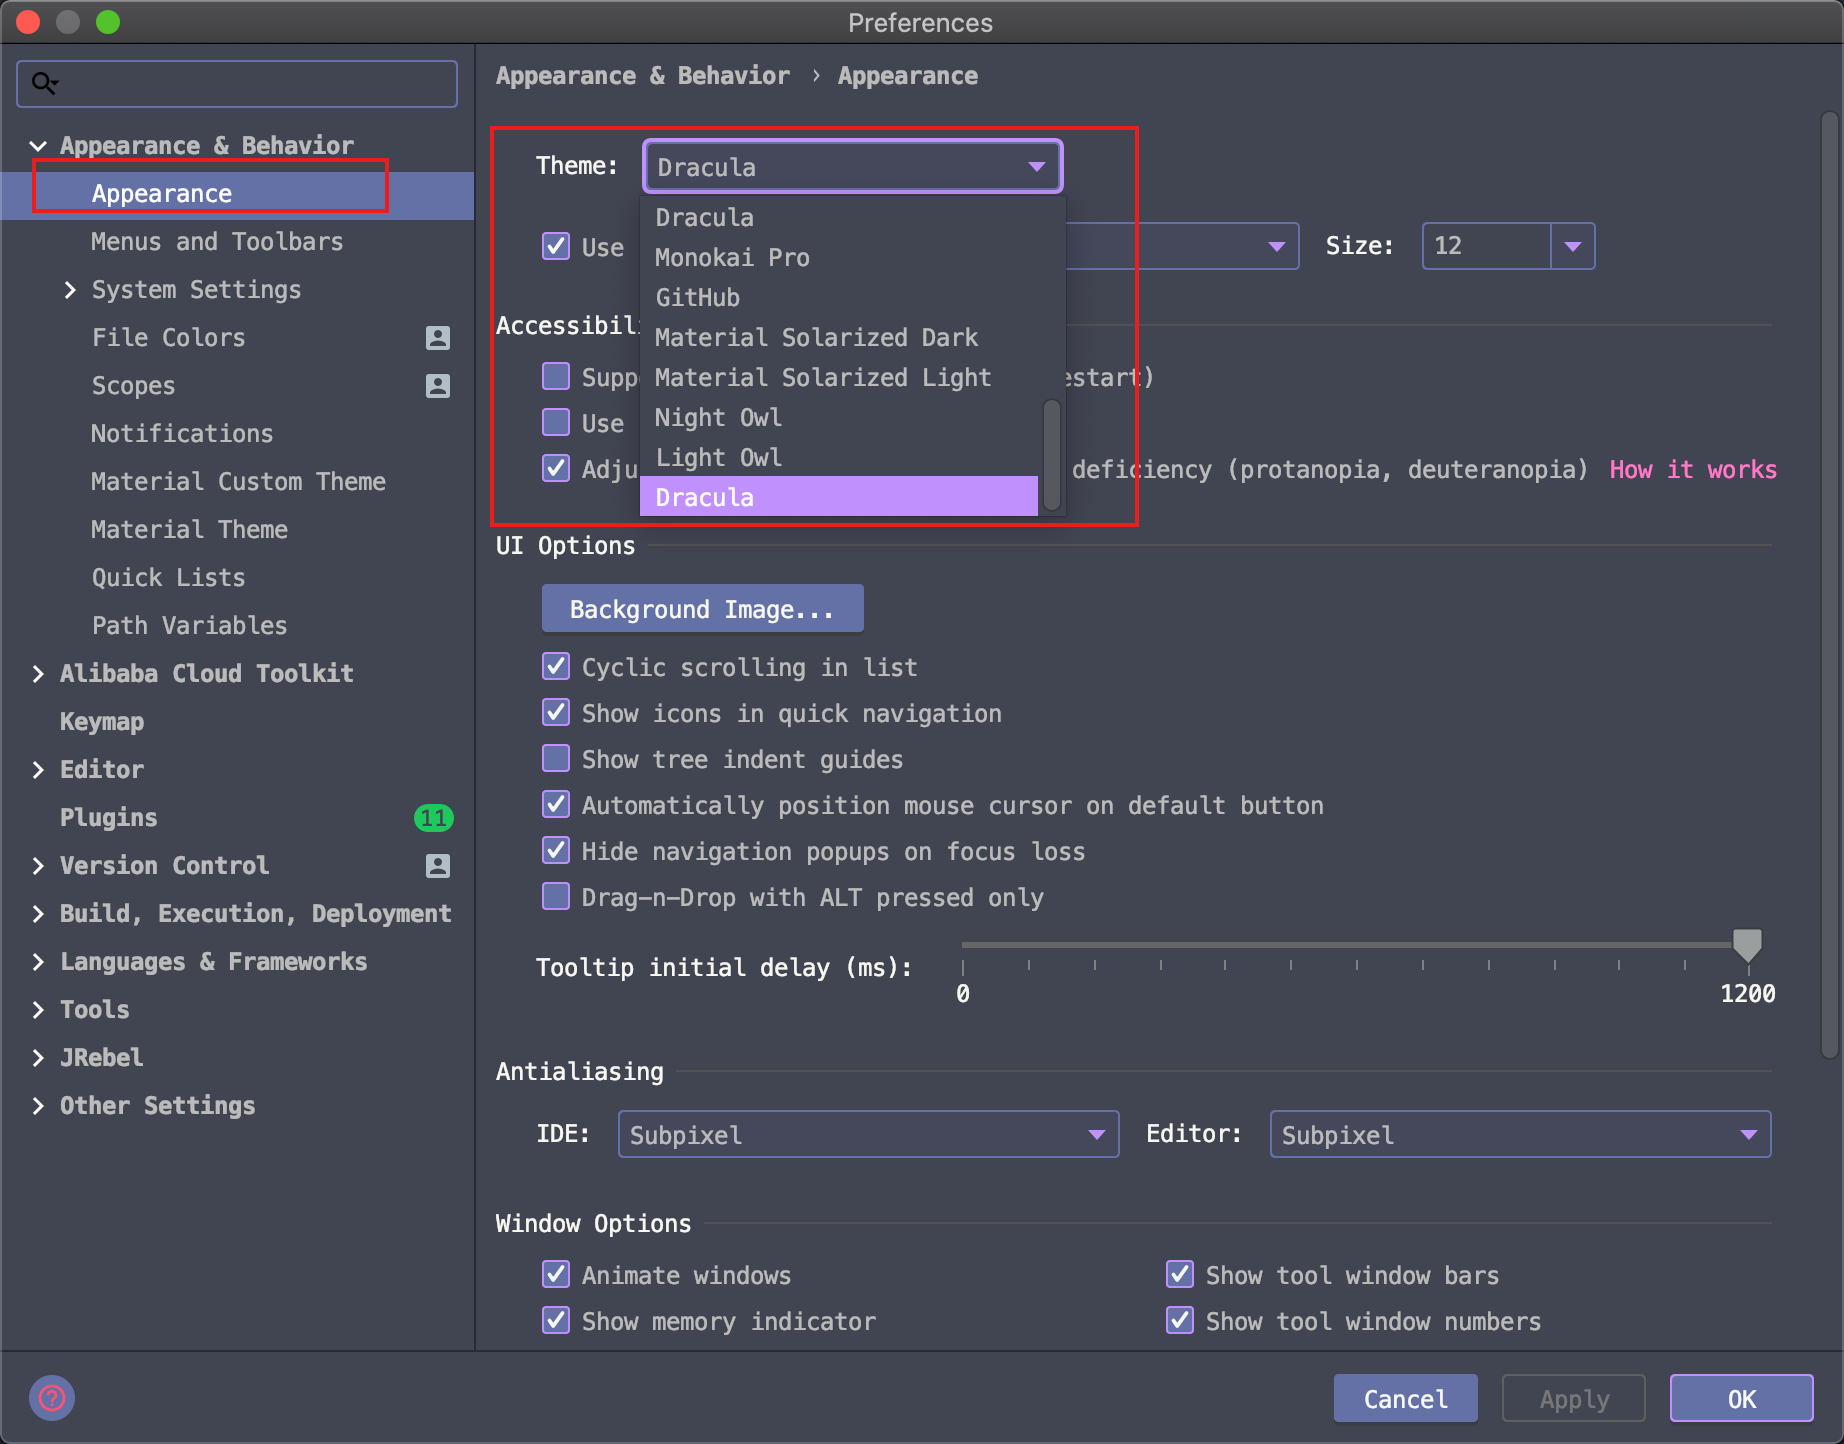 Preferences
Appearance & Behavior
Appearance
Menus and Toolbars
System Settings
File Colors
Scopes
Notifications
Material Custom Theme
Material Theme
Quick Lists
Path Variables
Alibaba Cloud Toolkit
Keymap
Editor
Plugins 11
Version Control
Build, Execution, Deployment
Languages & Frameworks
Tools
JRebel
Other Settings
Appearance & Behavior › Appearance
Theme: Dracula
Dracula
Monokai Pro
GitHub
Material Solarized Dark
Material Solarized Light
Night Owl
Light Owl
Dracula
Use Size: 12
Accessibili
Supp estart)
Use
Adju deficiency (protanopia, deuteranopia) How it works
UI Options
Background Image...
Cyclic scrolling in list
Show icons in quick navigation
Show tree indent guides
Automatically position mouse cursor on default button
Hide navigation popups on focus loss
Drag-n-Drop with ALT pressed only
Tooltip initial delay (ms):
0 1200
Antialiasing
IDE: Subpixel Editor: Subpixel
Window Options
Animate windows Show tool window bars
Show memory indicator Show tool window numbers
? Cancel Apply OK